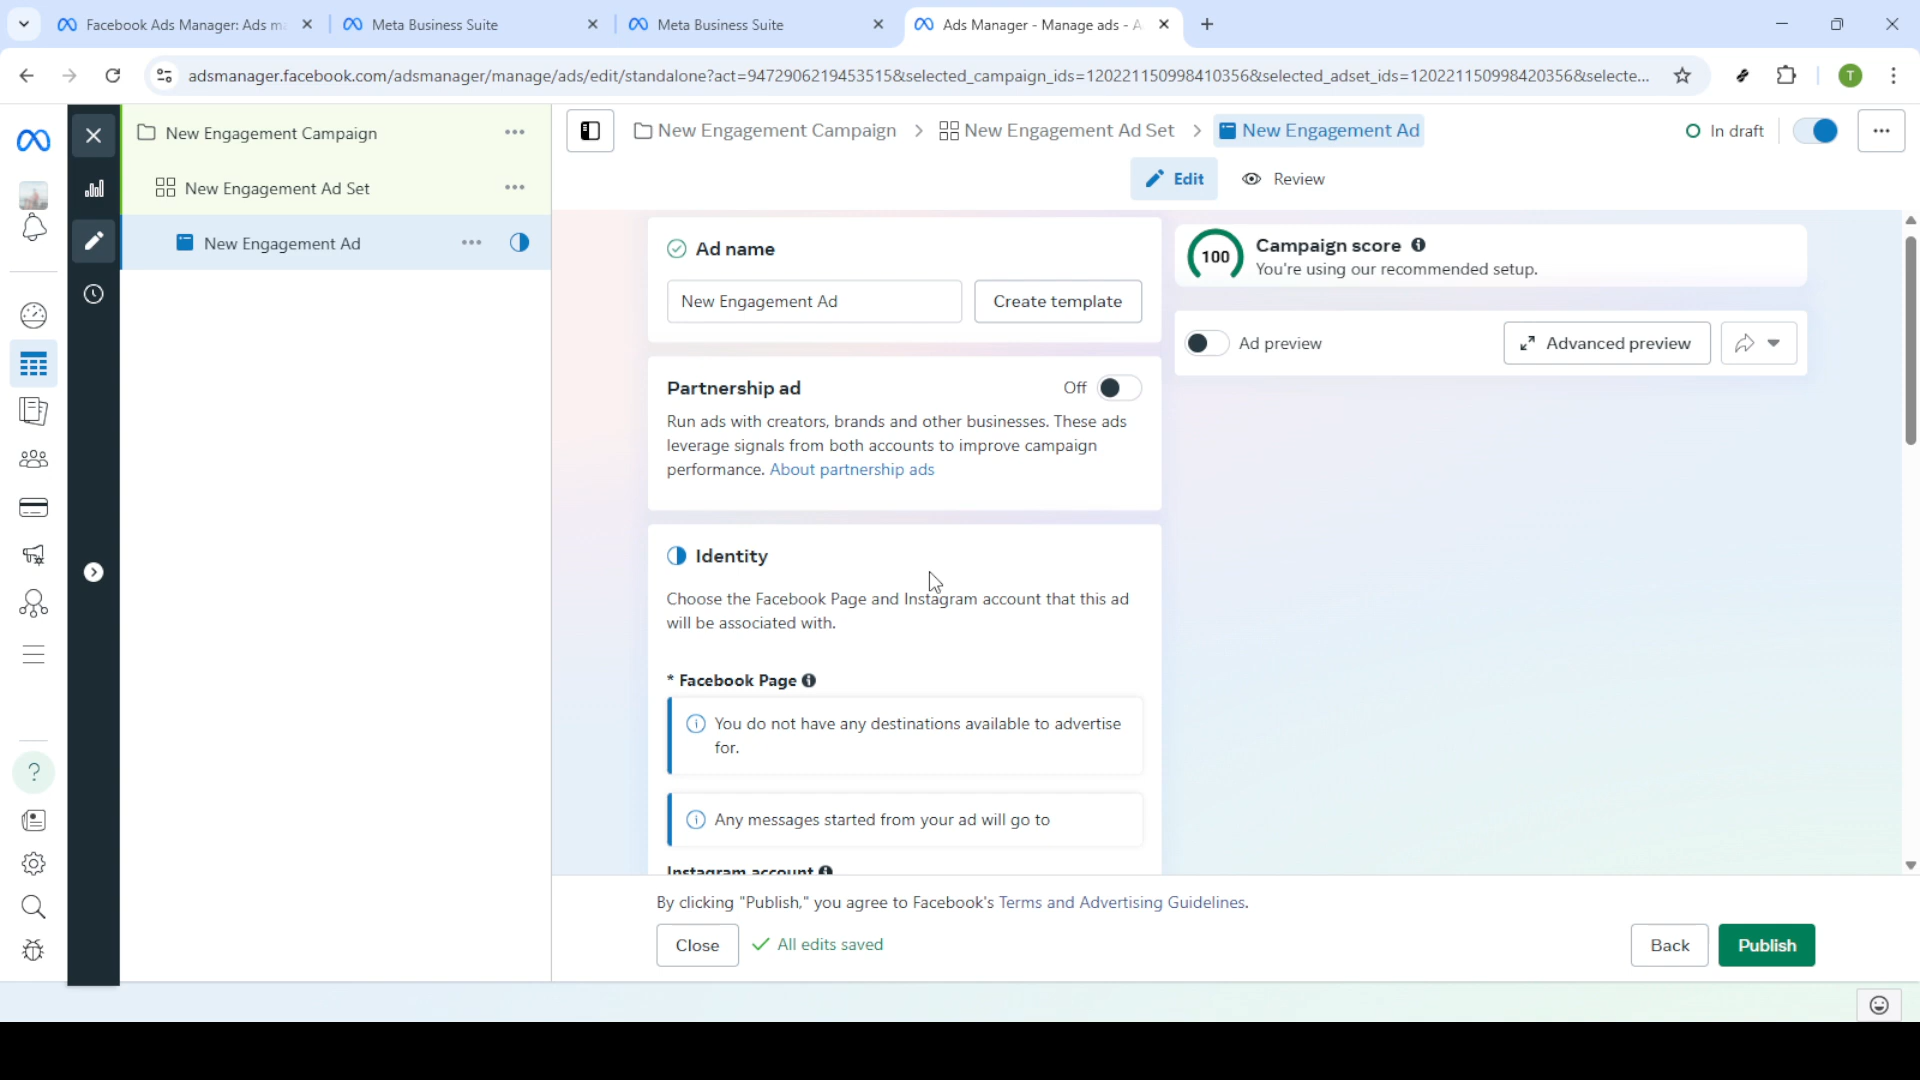 Facebook Ads Manager: Ads ma
Meta Business Suite
Meta Business Suite
Ads Manager - Manage ads - A
adsmanager.facebook.com/adsmanager/manage/ads/edit/standalone?act=947290621945351​5&selected_campaign_ids=120221150998410356&selected_adset_ids=120221150998420356&selecte...
T
New Engagement Campaign
New Engagement Campaign
New Engagement Ad Set
New Engagement Ad
In draft
Edit
Review
New Engagement Ad Set
New Engagement Ad
Ad name
New Engagement Ad
Create template
100
Campaign score
You're using our recommended setup.
Ad preview
Advanced preview
Partnership ad
Off
Run ads with creators, brands and other businesses. These ads
leverage signals from both accounts to improve campaign
performance. About partnership ads
Identity
Choose the Facebook Page and Instagram account that this ad
will be associated with.
* Facebook Page
You do not have any destinations available to advertise
for.
Any messages started from your ad will go to
Instagram account
By clicking "Publish," you agree to Facebook's Terms and Advertising Guidelines.
Close
All edits saved
Back
Publish